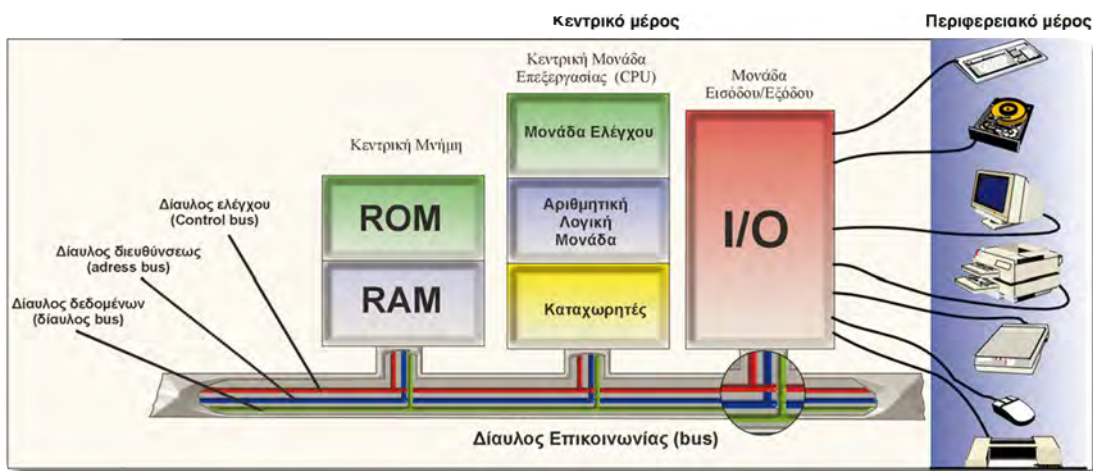 Κεντρικό μέρος
Περιφερειακό μέρος
Κεντρική Μονάδα
Επεξεργασίας (CPU)
Μονάδα
Εισόδου/Εξόδου
Κεντρική Μνήμη
Μονάδα Ελέγχου
ROM
Αριθμητική
Λογική
Μονάδα
I/O
RAM
Καταχωρητές
Δίαυλος ελέγχου
(Control bus)
Δίαυλος διευθύνσεως
(adress bus)
Δίαυλος δεδομένων
(δίαυλος bus)
Δίαυλος Επικοινωνίας (bus)